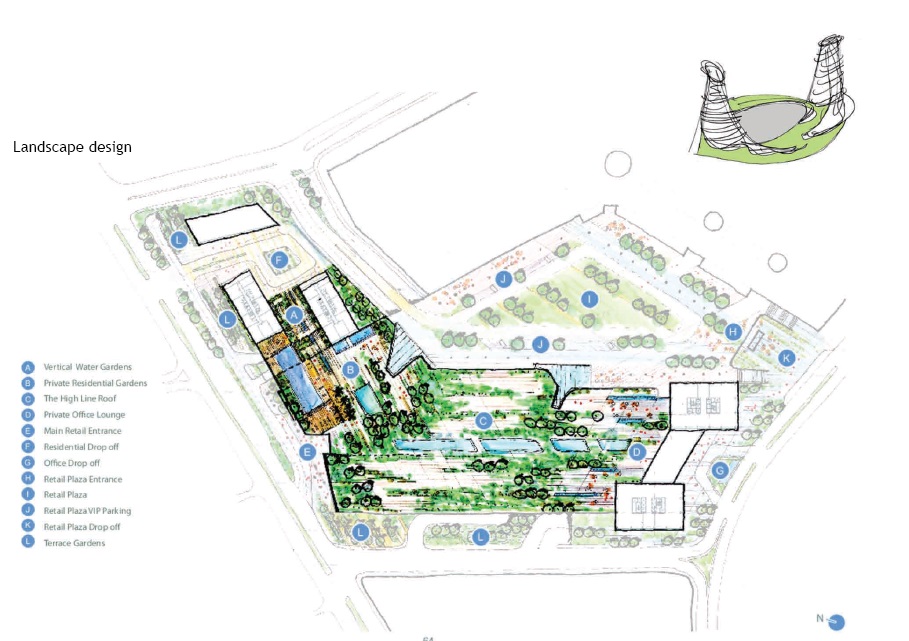 Landscape design
L
F
J
I
A
L
H
J
K
B
A Vertical Water Gardens
B Private Residential Gardens
C The High Line Roof
D Private Office Lounge
E Main Retail Entrance
F Residential Drop off
G Office Drop off
H Retail Plaza Entrance
I Retail Plaza
J Retail Plaza VIP Parking
K Retail Plaza Drop off
L Terrace Gardens
C
E
D
G
L
L
N